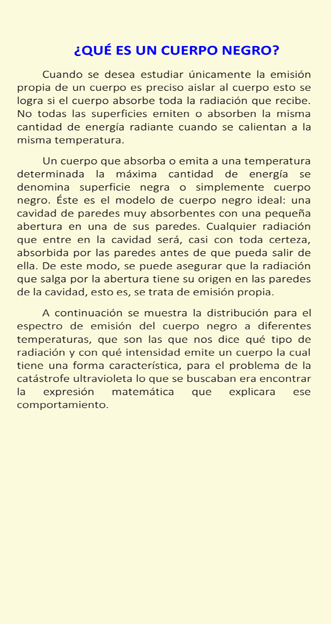 ¿QUÉ ES UN CUERPO NEGRO?
Cuando se desea estudiar únicamente la emisión
propia de un cuerpo es preciso aislar al cuerpo esto se
logra si el cuerpo absorbe toda la radiación que recibe.
No todas las superficies emiten o absorben la misma
cantidad de energía radiante cuando se calientan a la
misma temperatura.
Un cuerpo que absorba o emita a una temperatura
determinada la máxima cantidad de energía se
denomina superficie negra o simplemente cuerpo
negro. Éste es el modelo de cuerpo negro ideal: una
cavidad de paredes muy absorbentes con una pequeña
abertura en una de sus paredes. Cualquier radiación
que entre en la cavidad será, casi con toda certeza,
absorbida por las paredes antes de que pueda salir de
ella. De este modo, se puede asegurar que la radiación
que salga por la abertura tiene su origen en las paredes
de la cavidad, esto es, se trata de emisión propia.
A continuación se muestra la distribución para el
espectro de emisión del cuerpo negro a diferentes
temperaturas, que son las que nos dice qué tipo de
radiación y con qué intensidad emite un cuerpo la cual
tiene una forma característica, para el problema de la
catástrofe ultravioleta lo que se buscaban era encontrar
la expresión matemática que explicara ese
comportamiento.